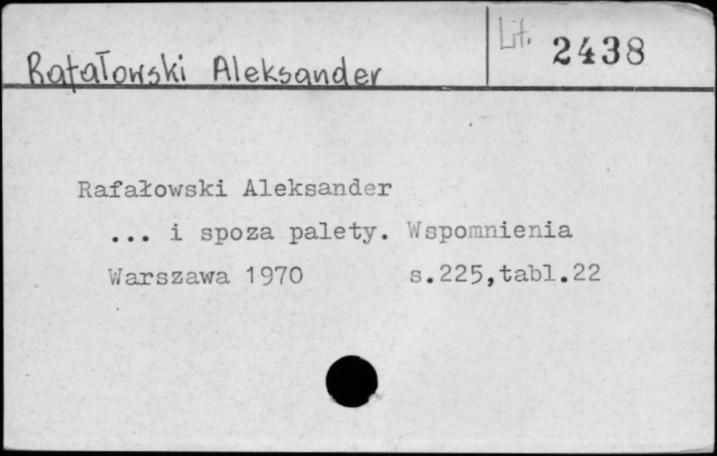 Rafałowski Aleksander
Lit. 2438
Rafałowski Aleksander
... i spoza palety. Wspomnienia
Warszawa 1970 s.225,tabl.22